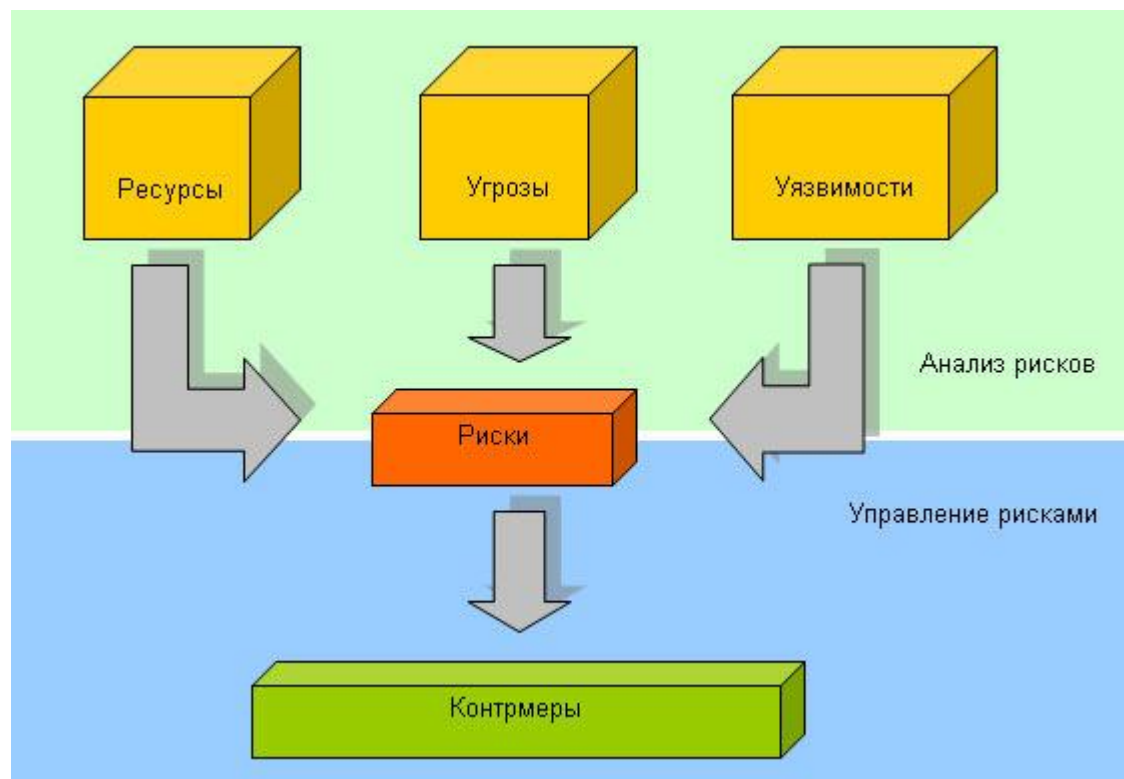 Ресурсы
Угрозы
Уязвимости
Анализ рисков
Риски
Управление рисками
Контрмеры